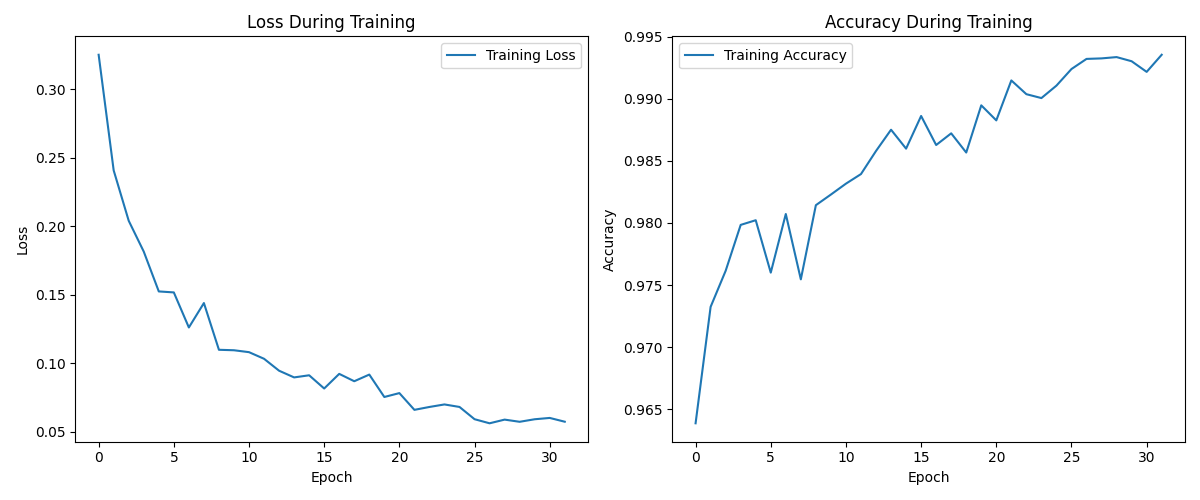 Loss During Training
Training Loss
0.30
0.25
0.20
0.15
0.10
0.05
Loss
0 5 10 15 20 25 30
Epoch
Accuracy During Training
Training Accuracy
0.995
0.990
0.985
0.980
0.975
0.970
0.965
Accuracy
0 5 10 15 20 25 30
Epoch